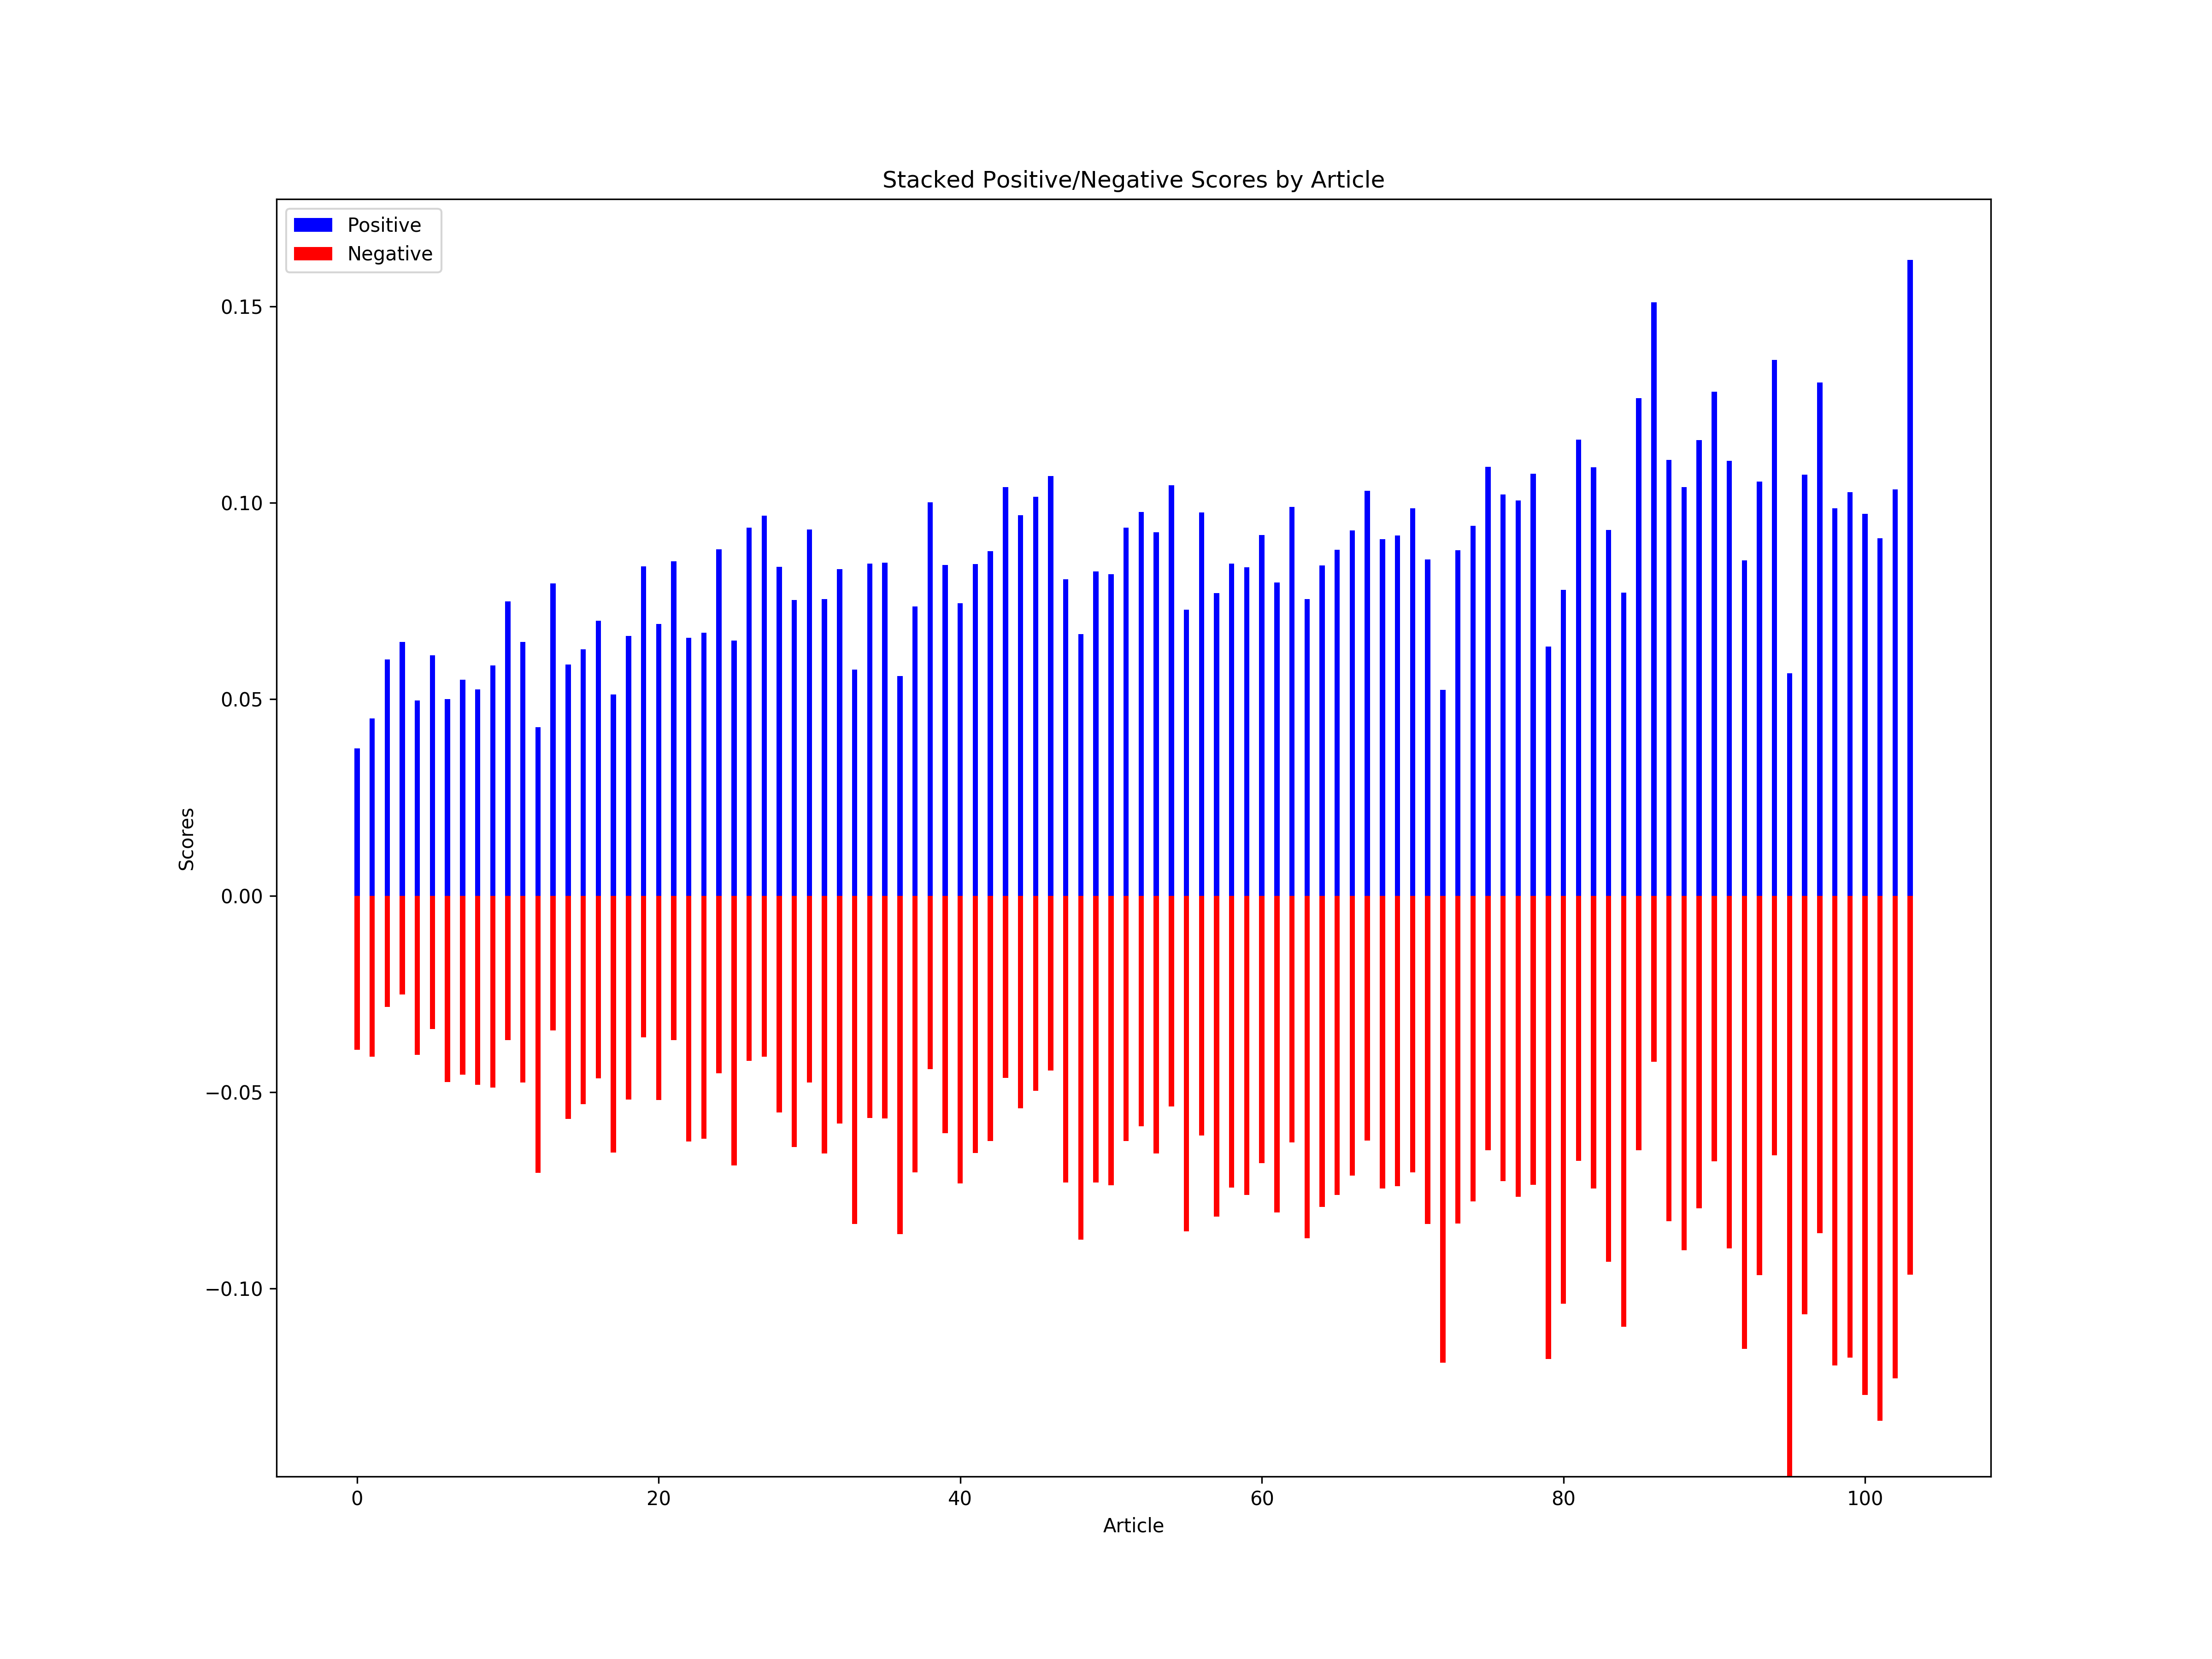 Stacked Positive/Negative Scores by Article
Positive
Negative
0.15
0.10
0.05
0.00
−0.05
−0.10
Scores
0 20 40 60 80 100
Article